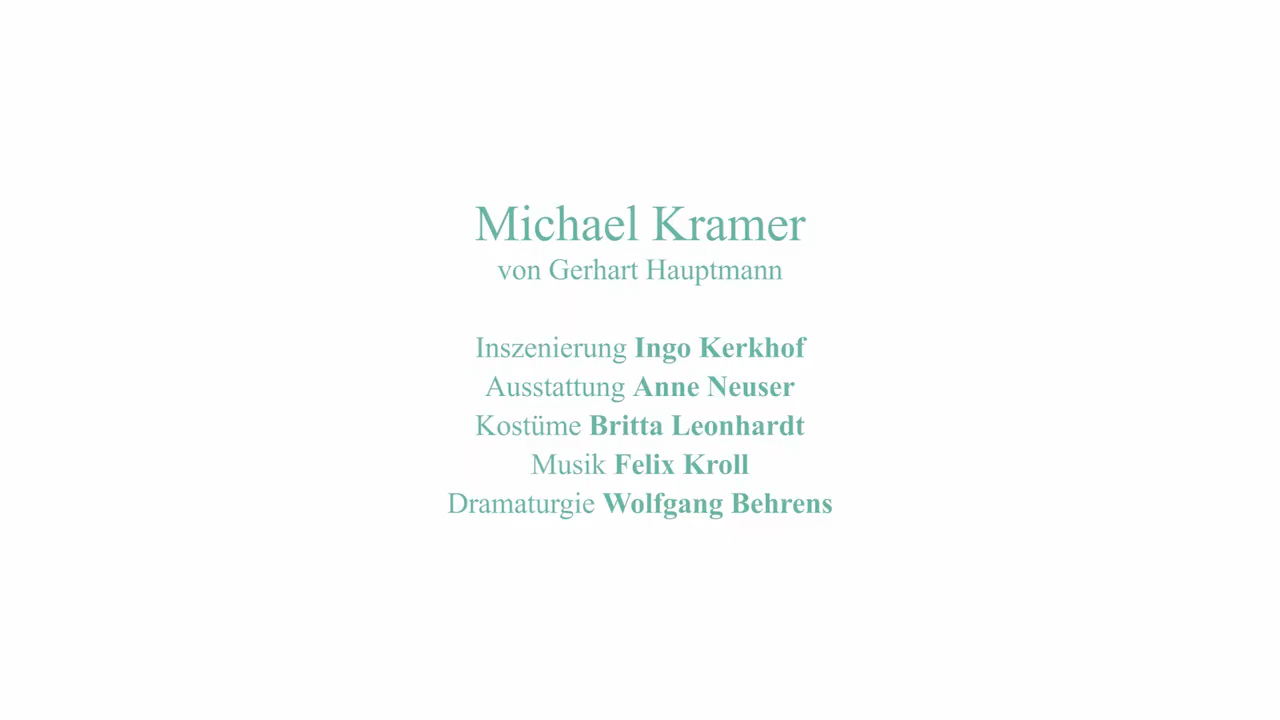 Michael Kramer
von Gerhart Hauptmann
Inszenierung Ingo Kerkhof
Ausstattung Anne Neuser
Kostüme Britta Leonhardt
Musik Felix Kroll
Dramaturgie Wolfgang Behrens